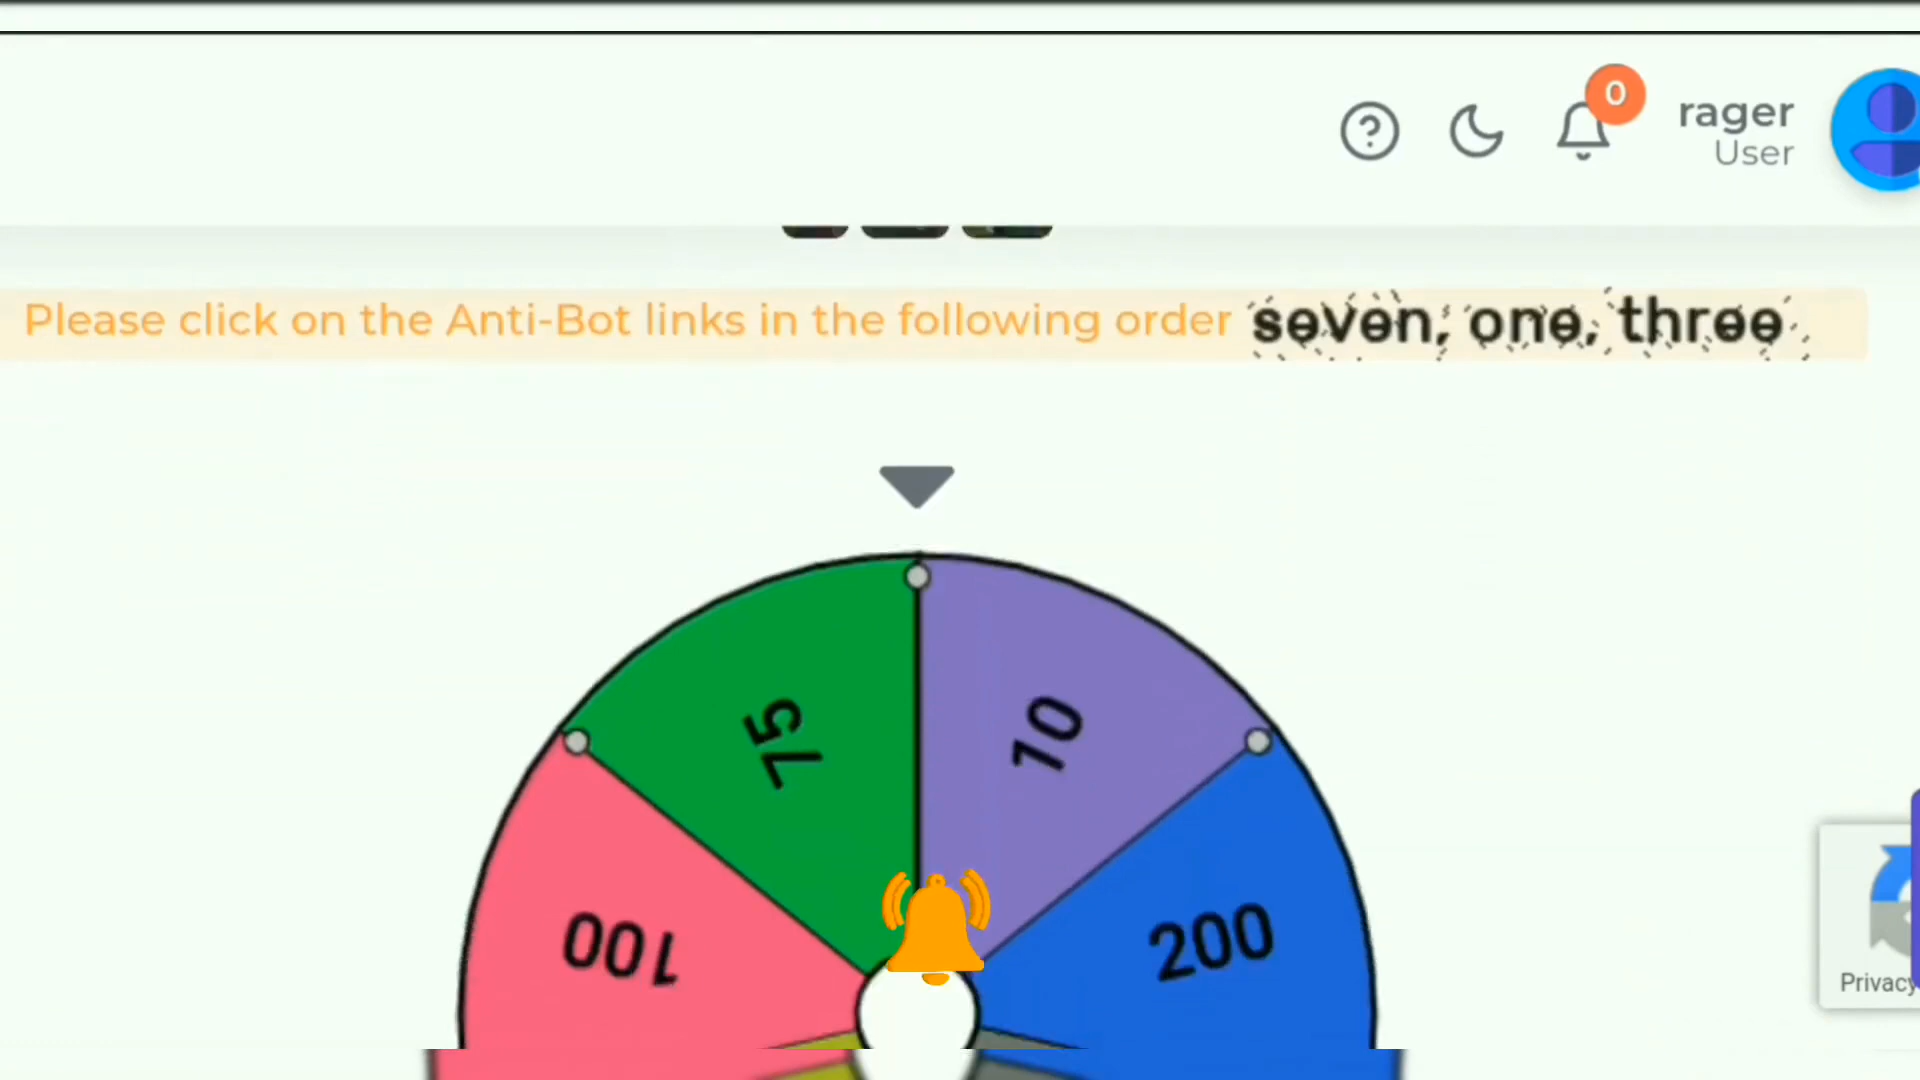 0
rager
User
Please click on the Anti-Bot links in the following order seven, one, three
75
10
100
200
Privacy